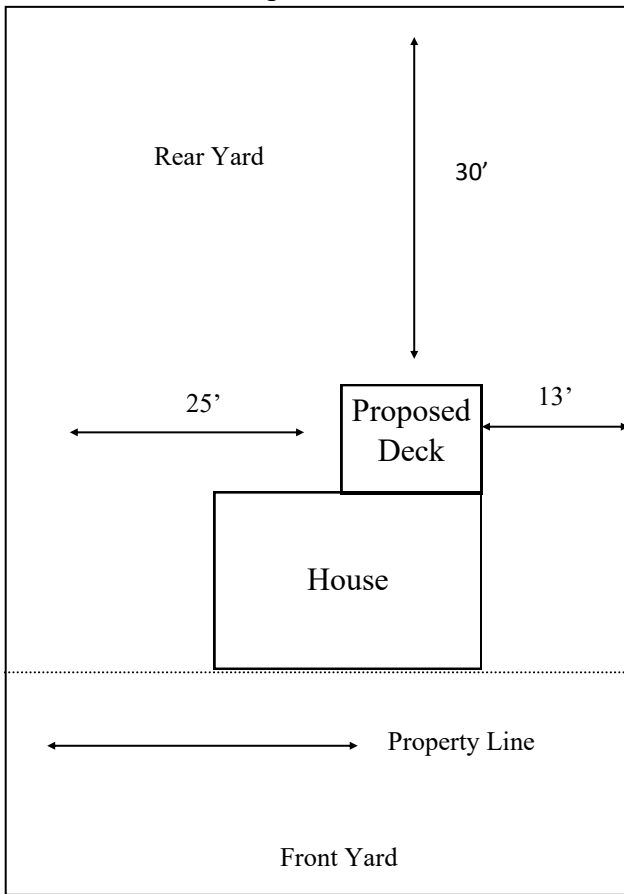 Rear Yard
30’
25’
Proposed
Deck
13’
House
Property Line
Front Yard